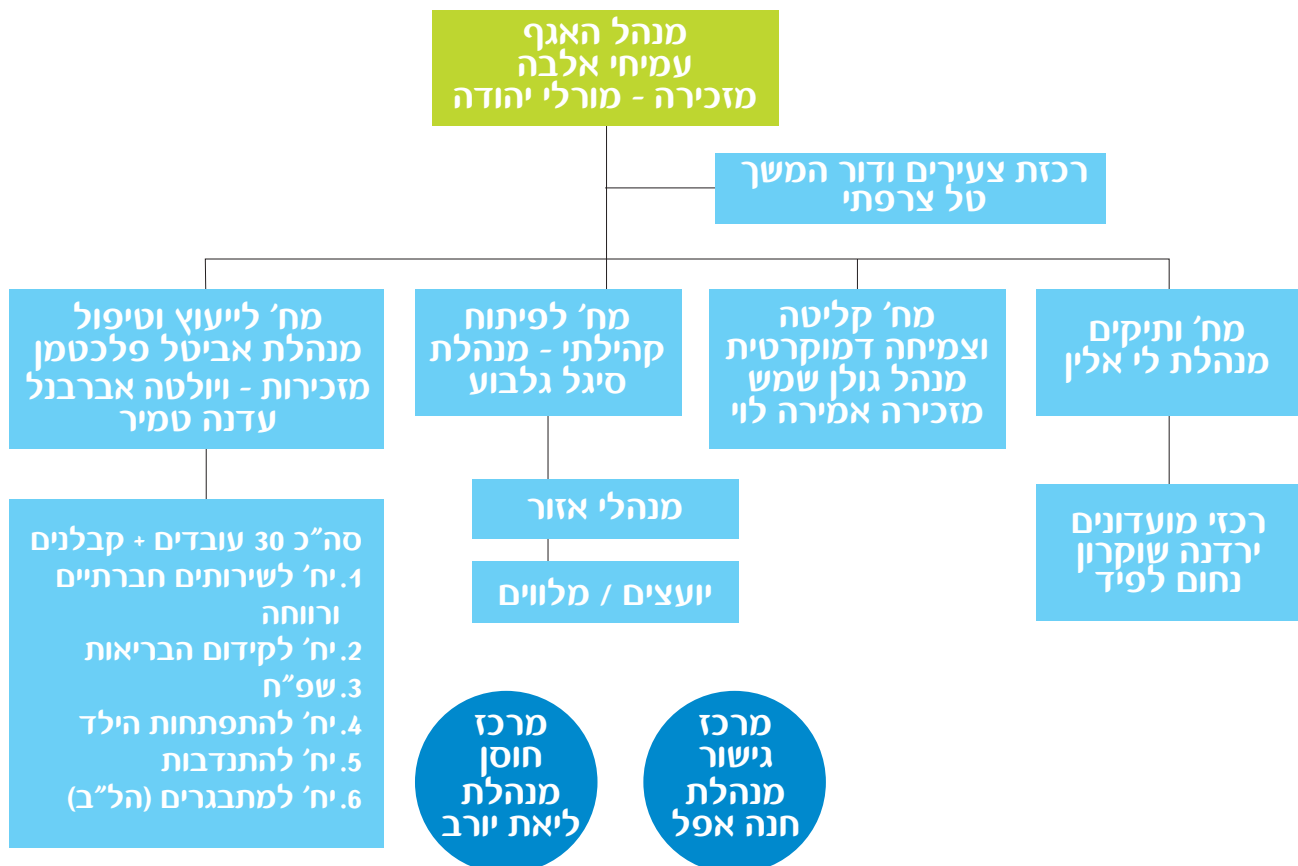 מנהל האגף
עמיחי אלבה
מזכירה - מורלי יהודה
רכזת צעירים ודור המשך
טל צרפתי
מח' ותיקים
מנהלת לי אלין
מח' קליטה
וצמיחה דמוקרטית
מנהל גולן שמש
מזכירה אמירה לוי
מח' לפיתוח
קהילתי - מנהלת
סיגל גלבוע
מח' לייעוץ וטיפול
מנהלת אביטל פלכטמן
מזכירות - ויולטה אברבנל
עדנה טמיר
רכזי מועדונים
ירדנה שוקרון
נחום לפיד
מנהלי אזור
יועצים / מלווים
סה"כ 30 עובדים + קבלנים
1. יח' לשירותים חברתיים
ורווחה
2. יח' לקידום הבריאות
3. שפ"ח
4. יח' להתפתחות הילד
5. יח' להתנדבות
6. יח' למתבגרים (הל"ב)
מרכז
גישור
מנהלת
חנה אפל
מרכז
חוסן
מנהלת
ליאת יורב